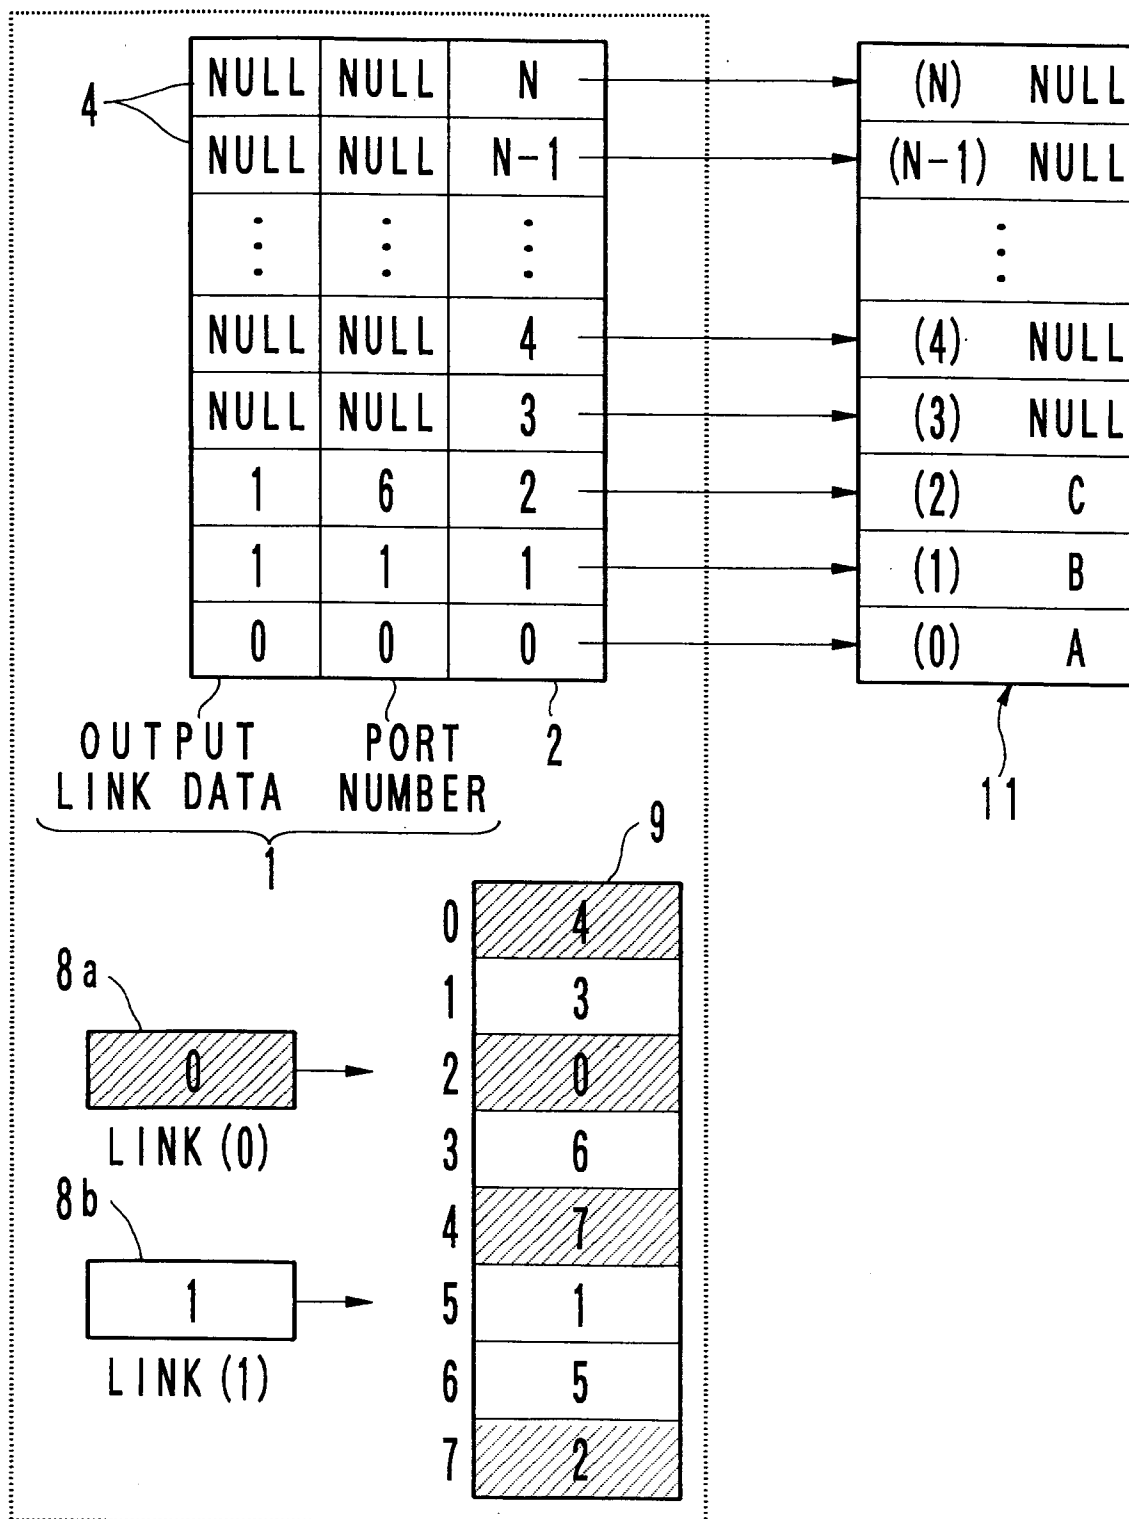 4
NULL NULL N (N) NULL
NULL NULL N-1 (N-1) NULL
NULL NULL 4 (4) NULL
NULL NULL 3 (3) NULL
1 6 2 (2) C
1 1 1 (1) B
0 0 0 (0) A
OUTPUT LINK DATA
PORT NUMBER
2
11
1
9
0 4
1 3
2 0
3 6
4 7
5 1
6 5
7 2
8a
0
LINK (0)
8b
1
LINK (1)